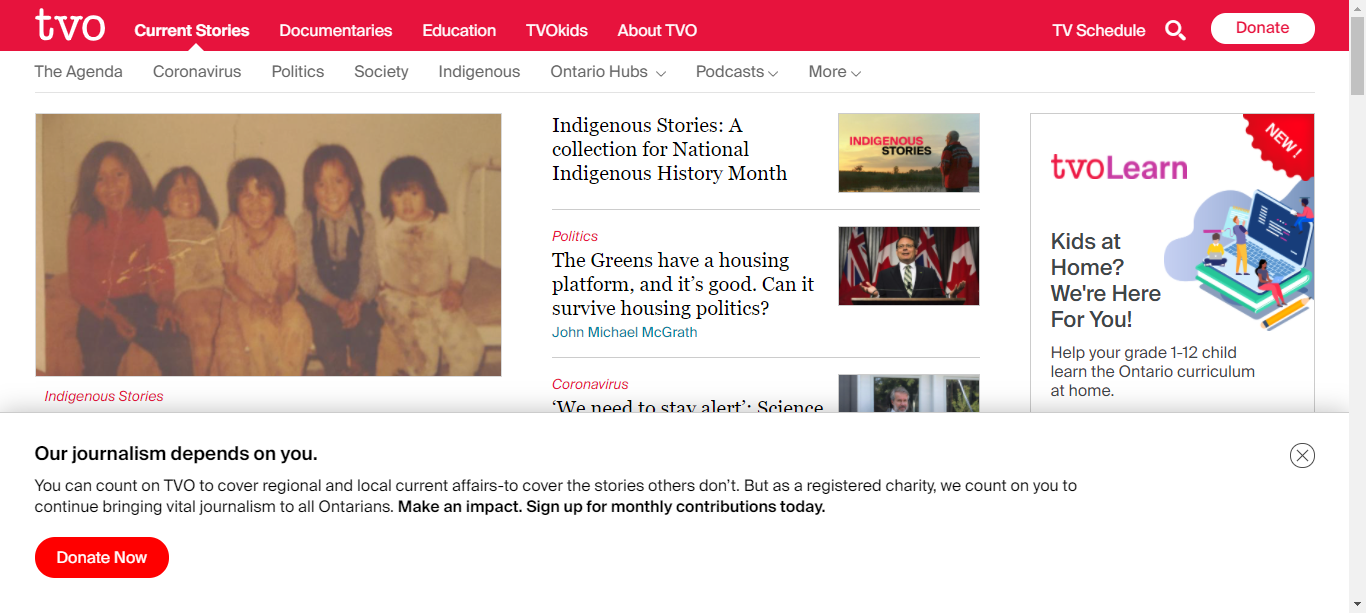 tvo
Current Stories
Documentaries
Education
TVOkids
About TVO
TV Schedule
Donate
The Agenda
Coronavirus
Politics
Society
Indigenous
Ontario Hubs
Podcasts
More
Indigenous Stories
Indigenous Stories: A
collection for National
Indigenous History Month
INDIGENOUS
STORIES
Politics
The Greens have a housing
platform, and it’s good. Can it
survive housing politics?
John Michael McGrath
Coronavirus
‘We need to stay alert’: Science
NEW!
tvoLearn
Kids at
Home?
We're Here
For You!
Help your grade 1-12 child
learn the Ontario curriculum
at home.
Our journalism depends on you.
You can count on TVO to cover regional and local current affairs-to cover the stories others don’t. But as a registered charity, we count on you to
continue bringing vital journalism to all Ontarians. Make an impact. Sign up for monthly contributions today.
Donate Now